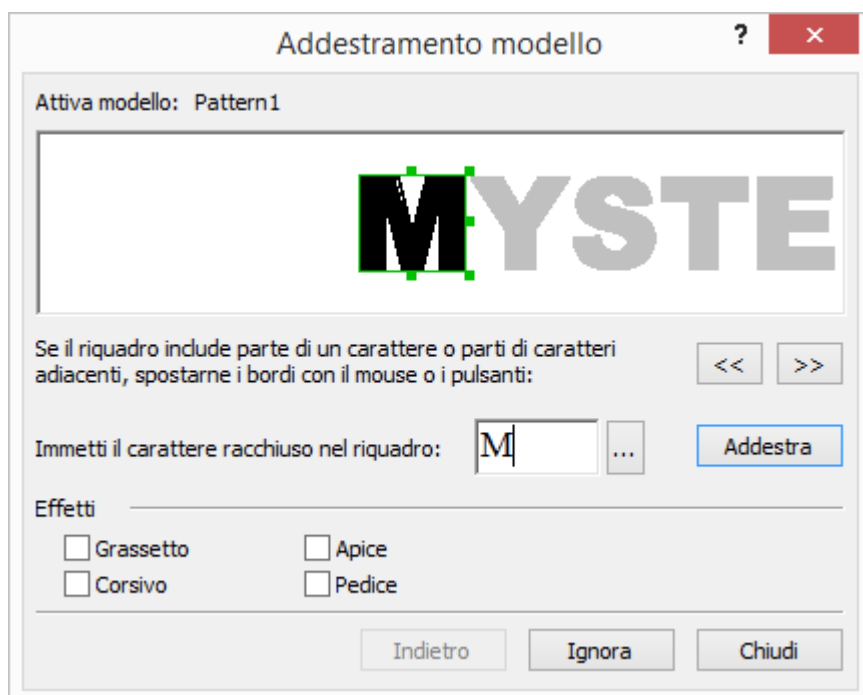 Addestramento modello
?
×
Attiva modello: Pattern1
MYSTE
Se il riquadro include parte di un carattere o parti di caratteri
adiacenti, spostarne i bordi con il mouse o i pulsanti:
<< >>
Immetti il carattere racchiuso nel riquadro: M ... Addestra
Effetti
Grassetto Apice
Corsivo Pedice
Indietro Ignora Chiudi